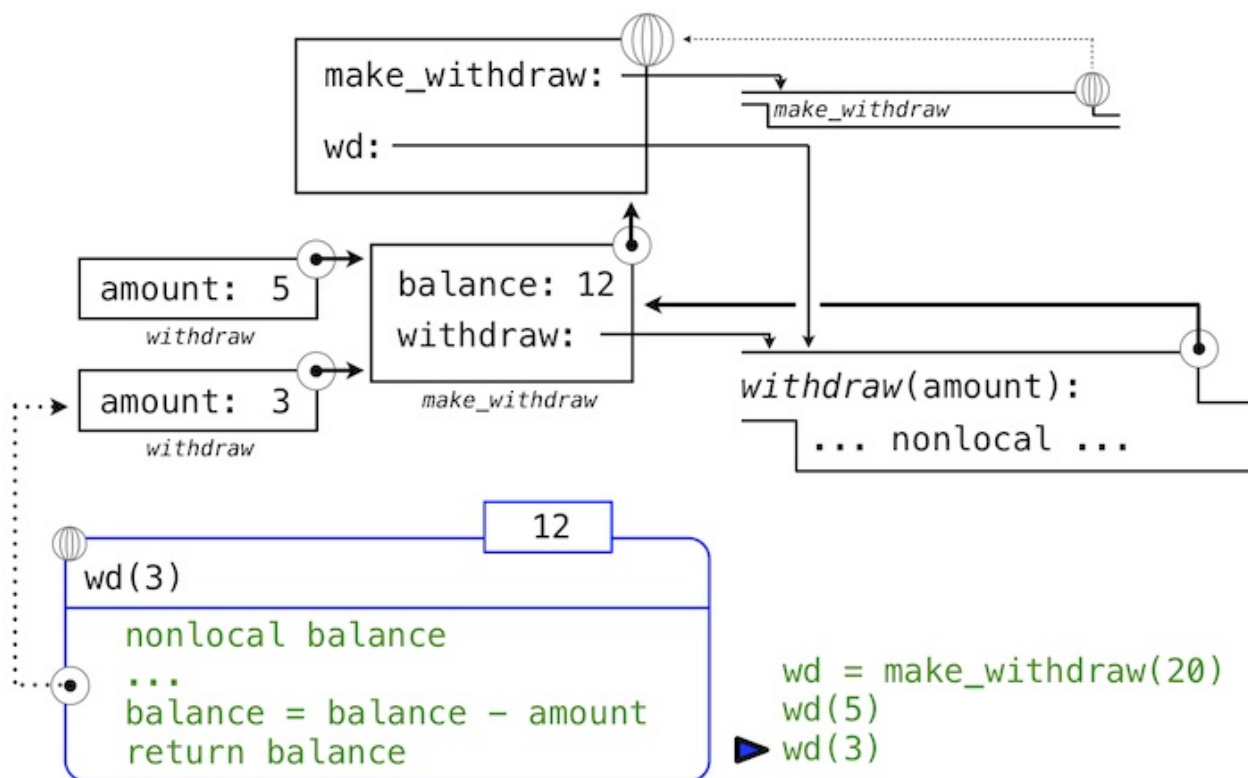 make_withdraw:
make_withdraw
wd:
amount: 5
withdraw
balance: 12
withdraw:
make_withdraw
amount: 3
withdraw
withdraw(amount):
... nonlocal ...
12
wd(3)
nonlocal balance
...
balance = balance – amount
return balance
wd = make_withdraw(20)
wd(5)
wd(3)